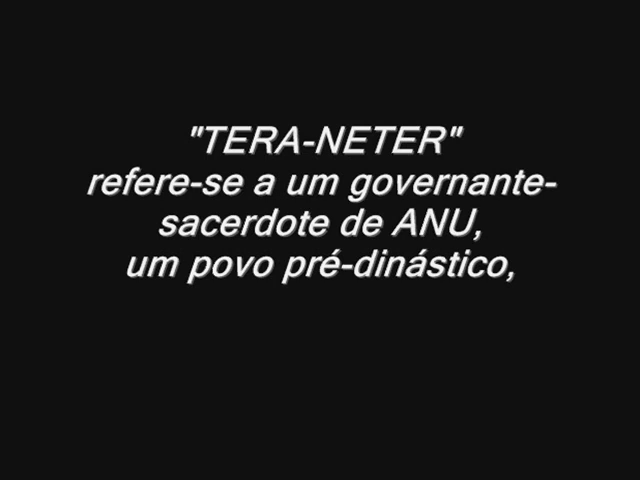 "TERA-NETER"
refere-se a um governante-
sacerdote de ANU,
um povo pré-dinástico,